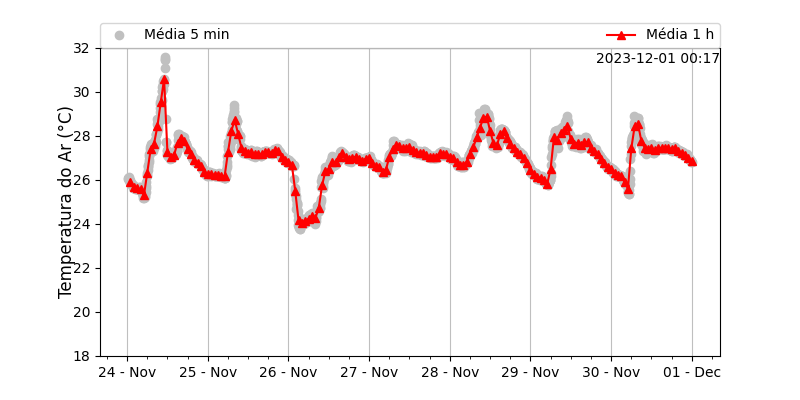 Média 5 min
Média 1 h
2023-12-01 00:17
Temperatura do Ar (°C)
32
30
28
26
24
22
20
18
24 - Nov
25 - Nov
26 - Nov
27 - Nov
28 - Nov
29 - Nov
30 - Nov
01 - Dec